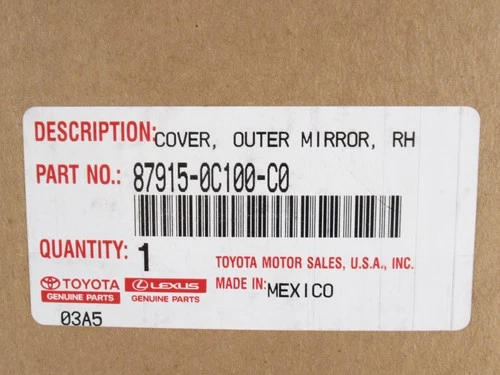 DESCRIPTION: COVER, OUTER MIRROR, RH
PART NO.: 87915-0C100-C0
QUANTITY: 1
TOYOTA MOTOR SALES, U.S.A., INC.
TOYOTA LEXUS MADE IN: MEXICO
GENUINE PARTS GENUINE PARTS
03A5